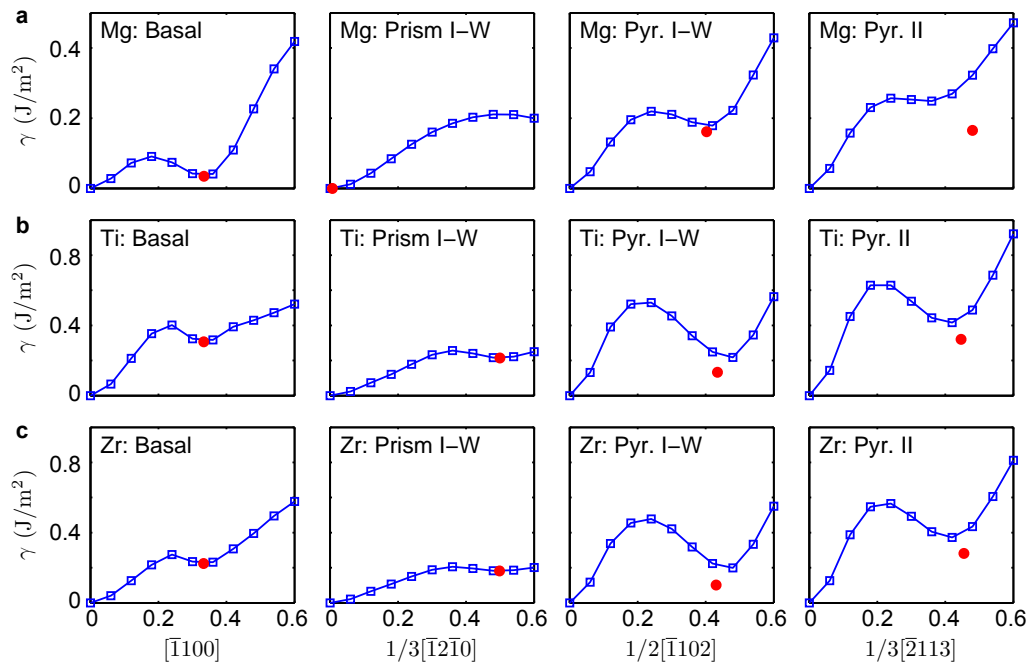 a
Mg: Basal
Mg: Prism I−W
Mg: Pyr. I−W
Mg: Pyr. II
γ (J/m²)
0.4
0.2
0
b
Ti: Basal
Ti: Prism I−W
Ti: Pyr. I−W
Ti: Pyr. II
γ (J/m²)
0.8
0.4
0
c
Zr: Basal
Zr: Prism I−W
Zr: Pyr. I−W
Zr: Pyr. II
γ (J/m²)
0.8
0.4
0
0 0.2 0.4 0.6
0 0.2 0.4 0.6
0 0.2 0.4 0.6
0 0.2 0.4 0.6
[1̅100]
1/3[1̅21̅0]
1/2[1̅102]
1/3[2̅113]